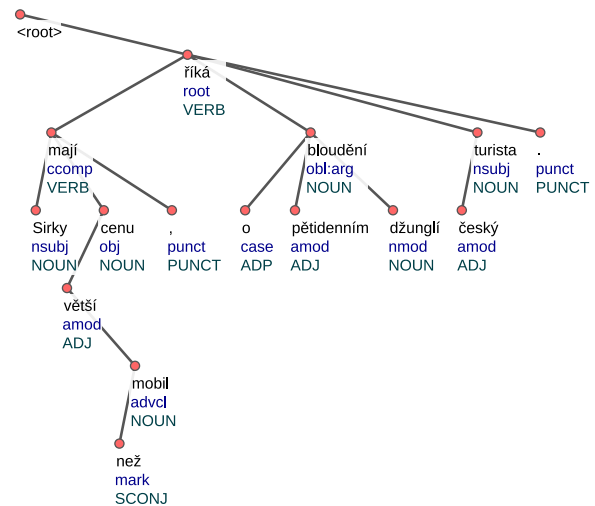 <root>
říká
root
VERB
mají
ccomp
VERB
bloudění
obl:arg
NOUN
turista
nsubj
NOUN
.
punct
PUNCT
Sirky
nsubj
NOUN
cenu
obj
NOUN
,
punct
PUNCT
o
case
ADP
pětidenním
amod
ADJ
džunglí
nmod
NOUN
český
amod
ADJ
větší
amod
ADJ
mobil
advcl
NOUN
než
mark
SCONJ